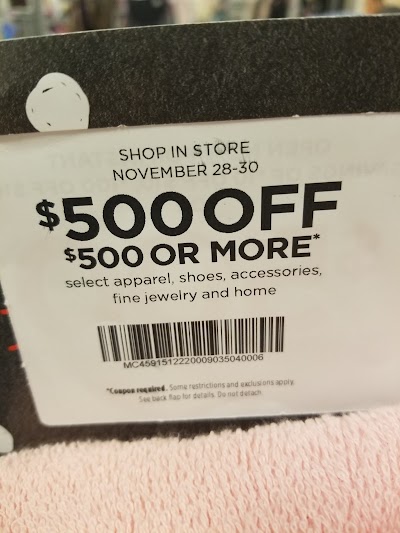 SHOP IN STORE
NOVEMBER 28-30
$500 OFF
$500 OR MORE*
select apparel, shoes, accessories,
fine jewelry and home
MC4591512220009035040006
*Coupon required. Some restrictions and exclusions apply.
See back flap for details. Do not detach.